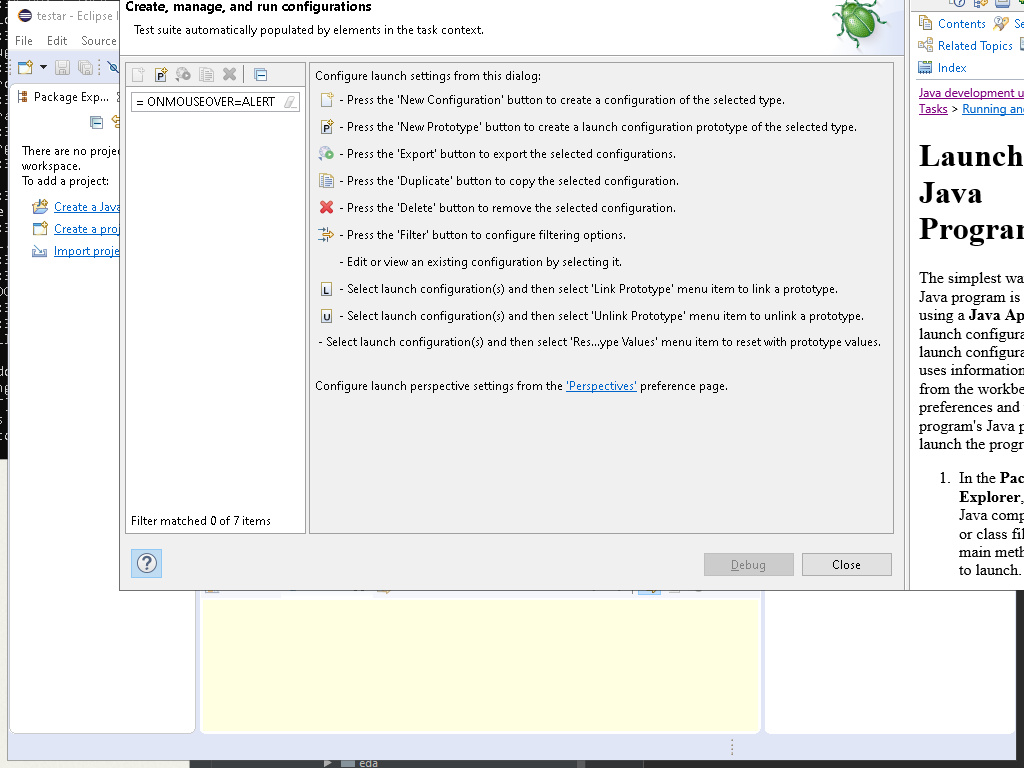 testar - Eclipse
File Edit Source
Package Exp...
There are no
workspace.
To add a project:
Create a Java
Create a
Import
Create, manage, and run configurations
Test suite automatically populated by elements in the task context.
= ONMOUSEOVER=ALERT
Filter matched 0 of 7 items
Configure launch settings from this dialog:
- Press the 'New Configuration' button to create a configuration of the selected type.
- Press the 'New Prototype' button to create a launch configuration prototype of the selected type.
- Press the 'Export' button to export the selected configurations.
- Press the 'Duplicate' button to copy the selected configuration.
- Press the 'Delete' button to remove the selected configuration.
- Press the 'Filter' button to configure filtering options.
- Edit or view an existing configuration by selecting it.
- Select launch configuration(s) and then select 'Link Prototype' menu item to link a prototype.
- Select launch configuration(s) and then select 'Unlink Prototype' menu item to unlink a prototype.
- Select launch configuration(s) and then select 'Res...ype Values' menu item to reset with prototype values.
Configure launch perspective settings from the 'Perspectives' preference page.
Debug Close
Contents Se
Related Topics
Index
Java development u
Tasks > Running an
Launch
Java
Program
The simplest wa
Java program is
using a Java Ap
launch configura
launch configura
uses information
from the workbe
preferences and
program's Java p
launch the progr
1. In the Pac
Explorer,
Java comp
or class fil
main meth
to launch.
eda